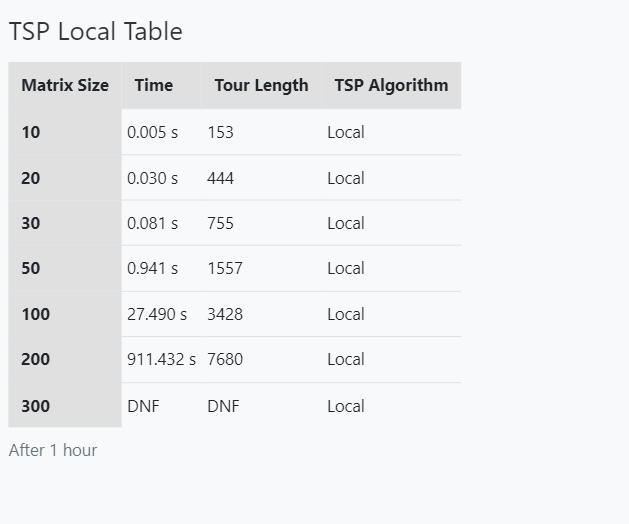 TSP Local Table
Matrix Size Time Tour Length TSP Algorithm
10 0.005 s 153 Local
20 0.030 s 444 Local
30 0.081 s 755 Local
50 0.941 s 1557 Local
100 27.490 s 3428 Local
200 911.432 s 7680 Local
300 DNF DNF Local
After 1 hour